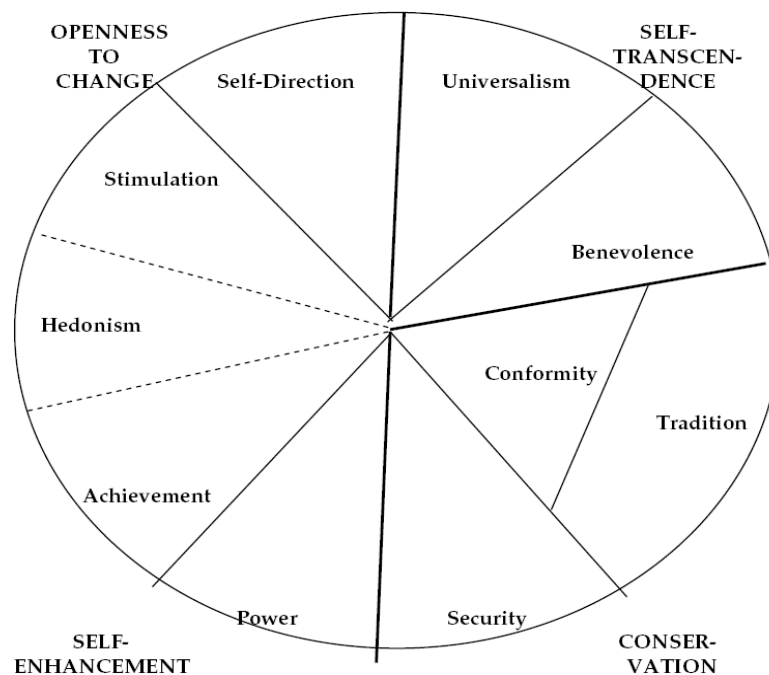 OPENNESS
TO
CHANGE
SELF-
TRANSCEN-
DENCE
Self-Direction
Universalism
Stimulation
Benevolence
Hedonism
Conformity
Tradition
Achievement
Power
Security
SELF-
ENHANCEMENT
CONSER-
VATION